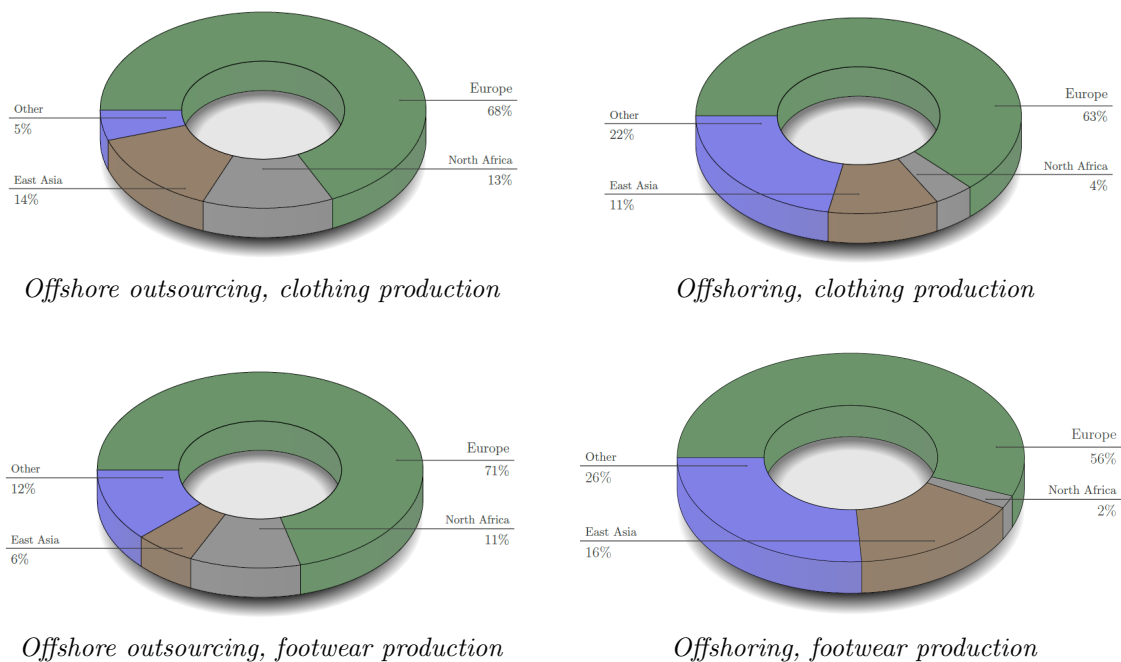 Europe
68%
Other
5%
North Africa
13%
East Asia
14%
Offshore outsourcing, clothing production
Europe
63%
Other
22%
North Africa
4%
East Asia
11%
Offshoring, clothing production
Europe
71%
Other
12%
North Africa
11%
East Asia
6%
Offshore outsourcing, footwear production
Europe
56%
Other
26%
North Africa
2%
East Asia
16%
Offshoring, footwear production